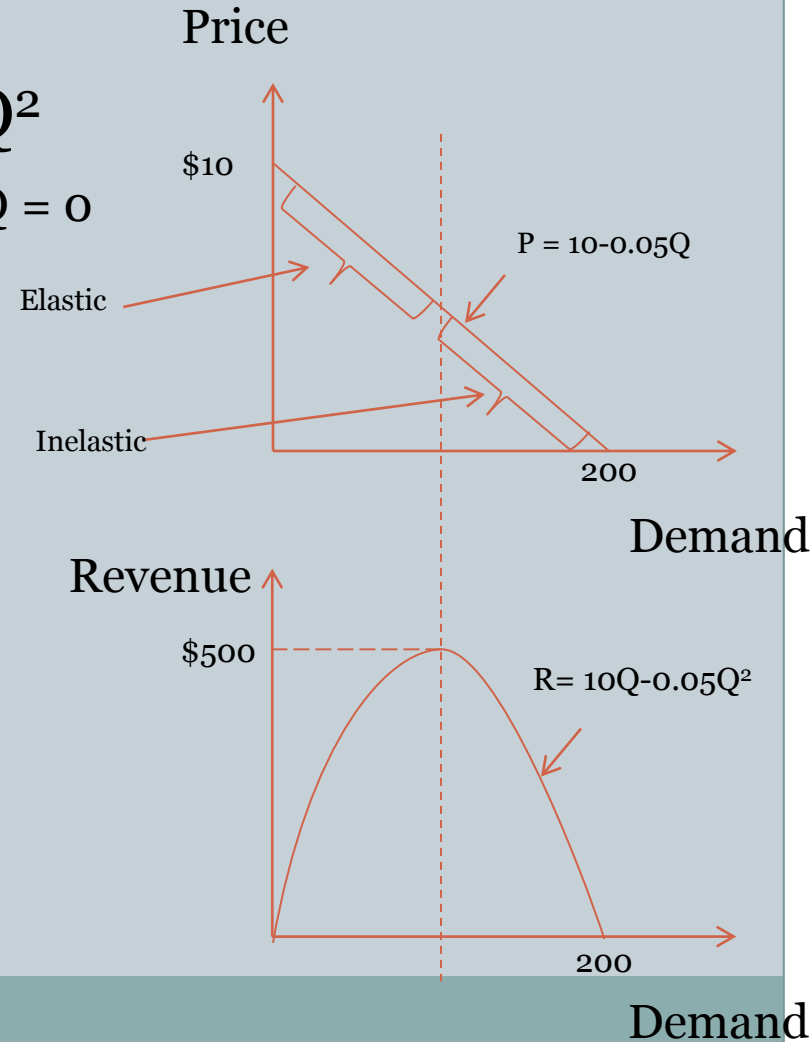 Price
Q²
$10
Q = 0
P = 10-0.05Q
Elastic
Inelastic
200
Demand
Revenue
$500
R= 10Q-0.05Q²
200
Demand